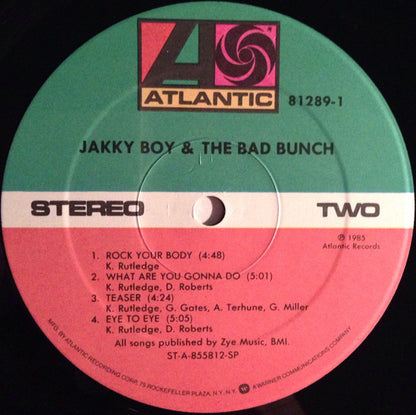 ATLANTIC
81289-1
JAKKY BOY & THE BAD BUNCH
STEREO
TWO
℗ 1985
Atlantic Records
1. ROCK YOUR BODY (4:48)
K. Rutledge
2. WHAT ARE YOU GONNA DO (5:01)
K. Rutledge, D. Roberts
3. TEASER (4:24)
K. Rutledge, G. Gates, A. Terhune, G. Miller
4. EYE TO EYE (5:05)
K. Rutledge, D. Roberts
All songs published by Zye Music, BMI.
ST-A-855812-SP
MFG. BY ATLANTIC RECORDING CORP., 75 ROCKEFELLER PLAZA, N.Y., N.Y. A WARNER COMMUNICATIONS COMPANY.